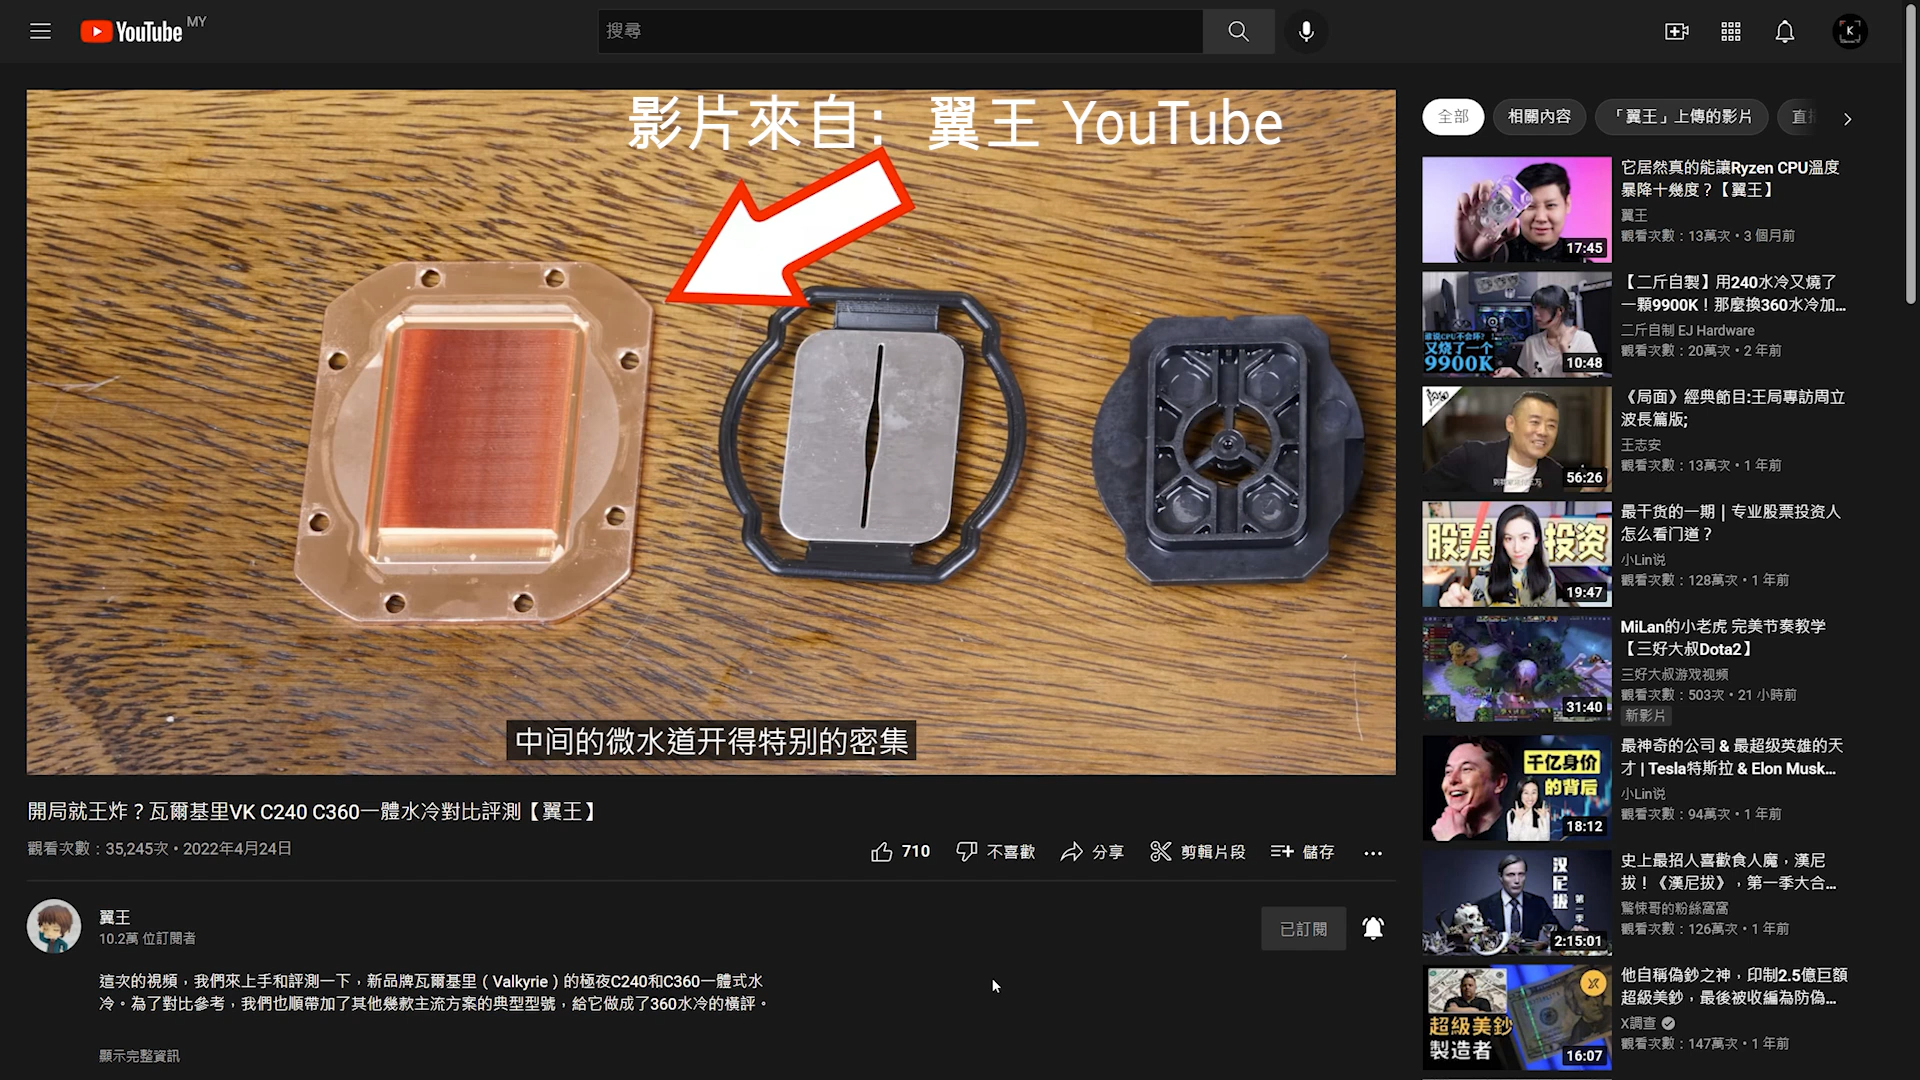 YouTube MY
搜尋
K
影片來自：翼王 YouTube
中间的微水道开得特别的密集
開局就王炸？瓦爾基里VK C240 C360一體水冷對比評測【翼王】
觀看次數：35,245次・2022年4月24日
710
不喜歡
分享
剪輯片段
儲存
翼王
10.2萬 位訂閱者
已訂閱
這次的視頻，我們來上手和評測一下，新品牌瓦爾基里（Valkyrie）的極夜C240和C360一體式水
冷。為了對比參考，我們也順帶加了其他幾款主流方案的典型型號，給它做成了360水冷的橫評。
顯示完整資訊
全部
相關內容
「翼王」上傳的影片
直
17:45
它居然真的能讓Ryzen CPU溫度
暴降十幾度？【翼王】
翼王
觀看次數：13萬次・3 個月前
又烧了一个
9900K
10:48
【二斤自製】用240水冷又燒了
一顆9900K！那麼換360水冷加...
二斤自制 EJ Hardware
觀看次數：20萬次・2 年前
56:26
《局面》經典節目:王局專訪周立
波長篇版;
王志安
觀看次數：13萬次・1 年前
股票 投资
19:47
最干货的一期 | 专业股票投资人
怎么看门道？
小Lin说
觀看次數：128萬次・1 年前
31:40
MiLan的小老虎 完美节奏教学
【三好大叔Dota2】
三好大叔游戏视频
觀看次數：503次・21 小時前
新影片
千亿身价
的背后
18:12
最神奇的公司 & 最超级英雄的天
才 | Tesla特斯拉 & Elon Musk...
小Lin说
觀看次數：94萬次・1 年前
汉尼拔
第一季
2:15:01
史上最招人喜歡食人魔，漢尼
拔！《漢尼拔》，第一季大合...
驚悚哥的粉絲窩窩
觀看次數：126萬次・1 年前
超級美鈔
製造者
16:07
他自稱偽鈔之神，印制2.5億巨額
超級美鈔，最後被收編為防偽...
X調查
觀看次數：147萬次・1 年前